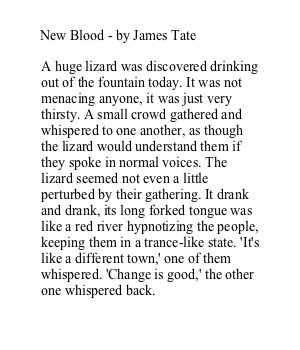 New Blood - by James Tate
A huge lizard was discovered drinking
out of the fountain today. It was not
menacing anyone, it was just very
thirsty. A small crowd gathered and
whispered to one another, as though
the lizard would understand them if
they spoke in normal voices. The
lizard seemed not even a little
perturbed by their gathering. It drank
and drank, its long forked tongue was
like a red river hypnotizing the people,
keeping them in a trance-like state. 'It's
like a different town,' one of them
whispered. 'Change is good,' the other
one whispered back.